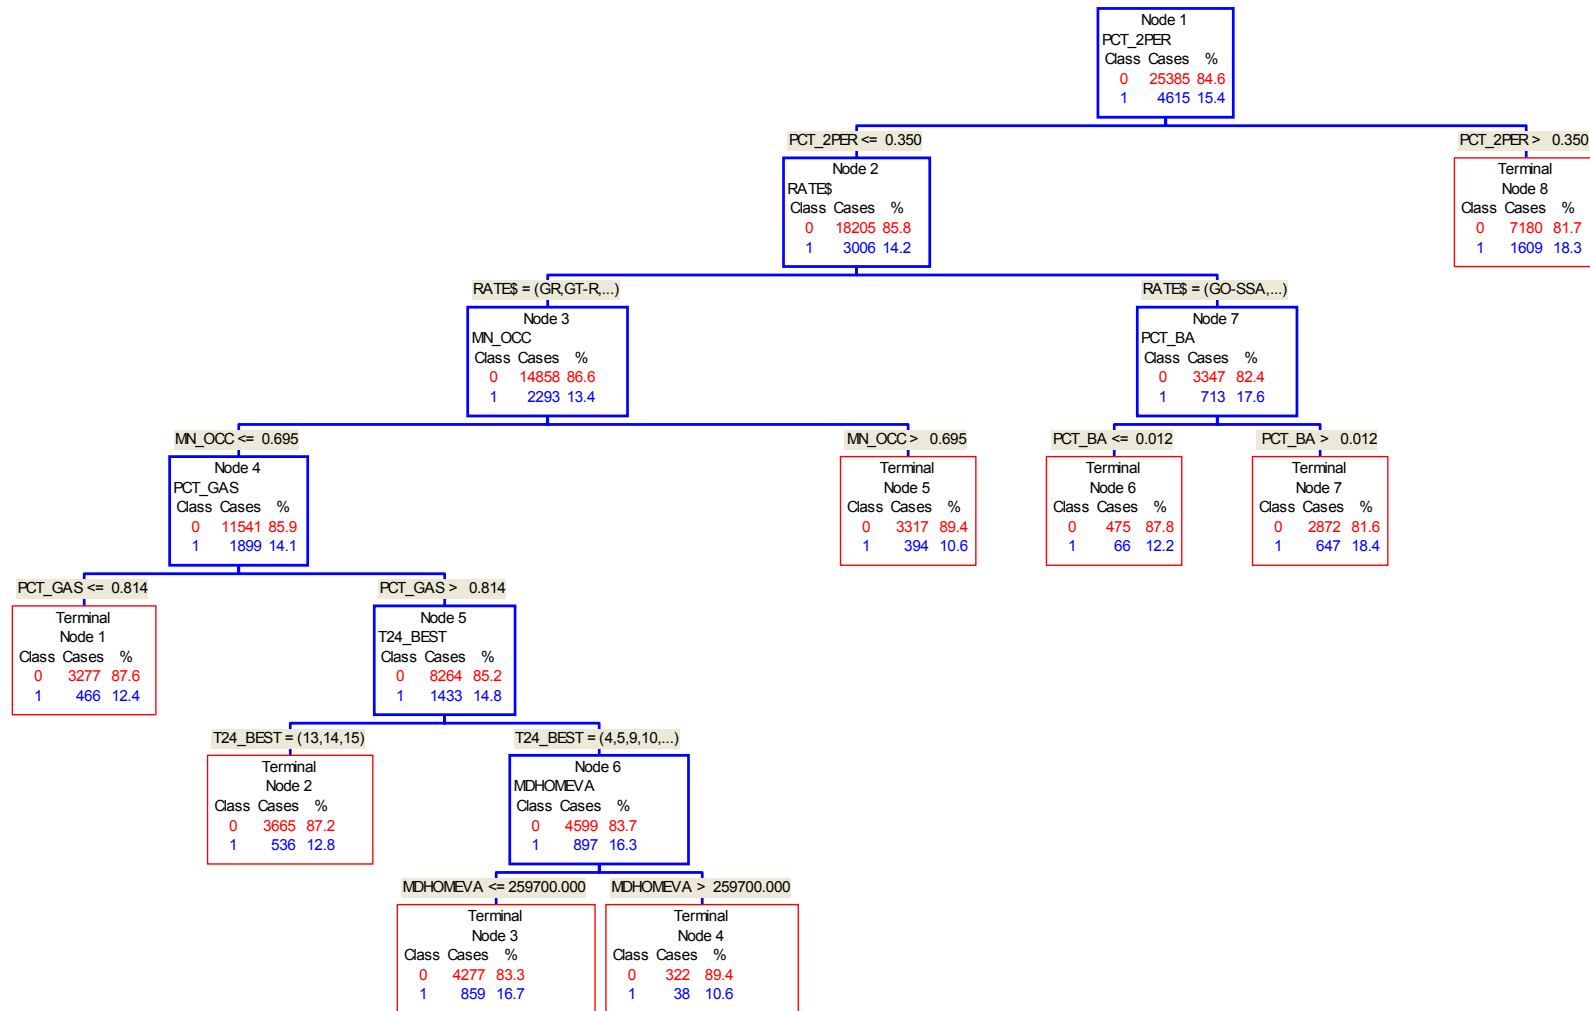 Node 1
PCT_2PER
Class Cases %
0 25385 84.6
1 4615 15.4
PCT_2PER <= 0.350
PCT_2PER > 0.350
Node 2
RATE$
Class Cases %
0 18205 85.8
1 3006 14.2
Terminal
Node 8
Class Cases %
0 7180 81.7
1 1609 18.3
RATE$ = (GR,GT-R,...)
RATE$ = (GO-SSA,...)
Node 3
MN_OCC
Class Cases %
0 14858 86.6
1 2293 13.4
Node 7
PCT_BA
Class Cases %
0 3347 82.4
1 713 17.6
MN_OCC <= 0.695
MN_OCC > 0.695
PCT_BA <= 0.012
PCT_BA > 0.012
Node 4
PCT_GAS
Class Cases %
0 11541 85.9
1 1899 14.1
Terminal
Node 5
Class Cases %
0 3317 89.4
1 394 10.6
Terminal
Node 6
Class Cases %
0 475 87.8
1 66 12.2
Terminal
Node 7
Class Cases %
0 2872 81.6
1 647 18.4
PCT_GAS <= 0.814
PCT_GAS > 0.814
Terminal
Node 1
Class Cases %
0 3277 87.6
1 466 12.4
Node 5
T24_BEST
Class Cases %
0 8264 85.2
1 1433 14.8
T24_BEST = (13,14,15)
T24_BEST = (4,5,9,10,...)
Terminal
Node 2
Class Cases %
0 3665 87.2
1 536 12.8
Node 6
MDHOMEVA
Class Cases %
0 4599 83.7
1 897 16.3
MDHOMEVA <= 259700.000
MDHOMEVA > 259700.000
Terminal
Node 3
Class Cases %
0 4277 83.3
1 859 16.7
Terminal
Node 4
Class Cases %
0 322 89.4
1 38 10.6